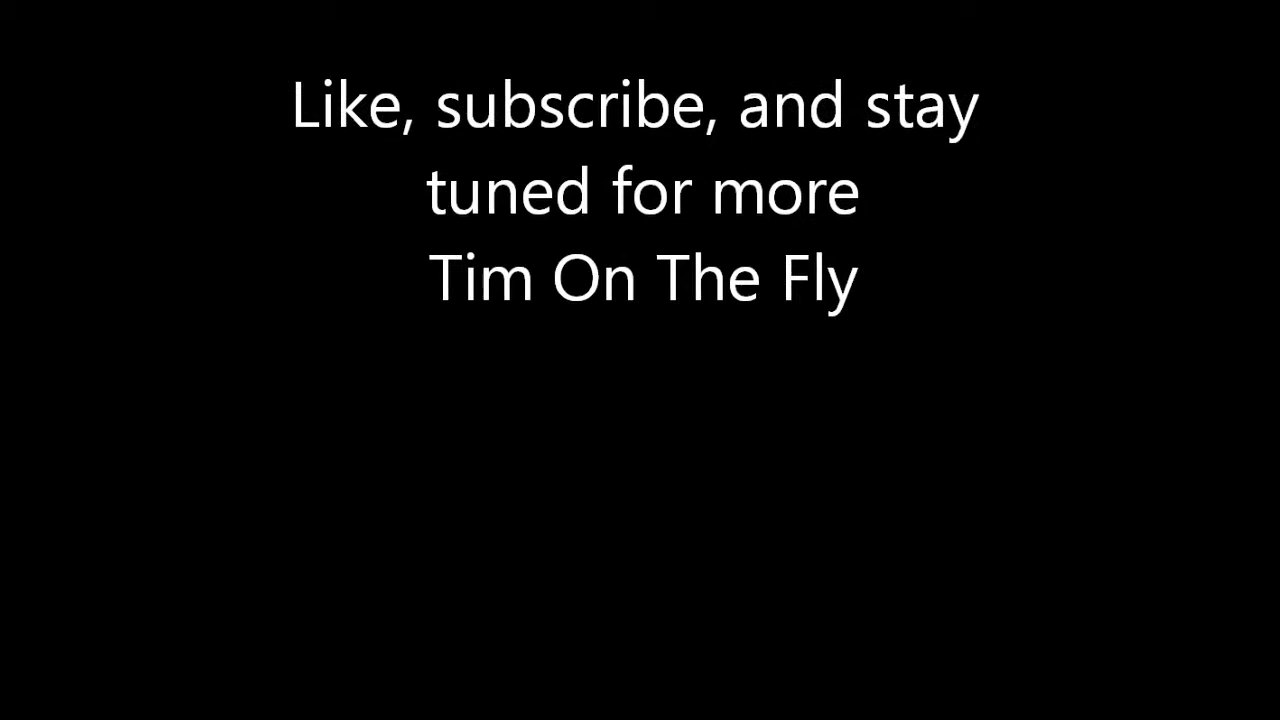 Like, subscribe, and stay
tuned for more
Tim On The Fly